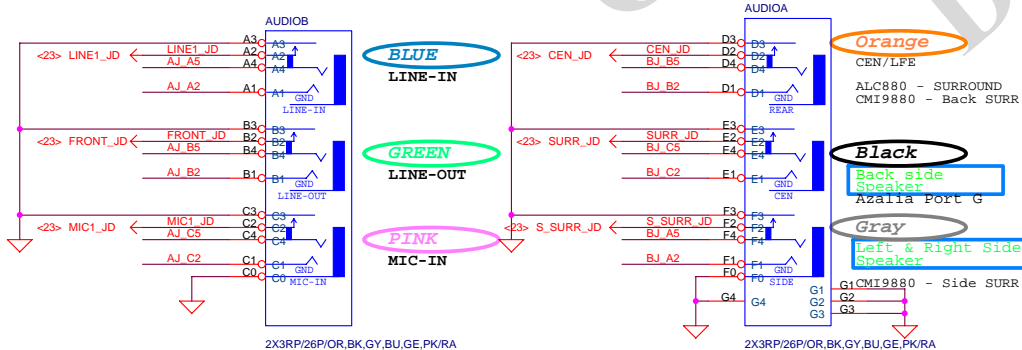 AUDIOB
A3 A3
<23> LINE1_JD LINE1_JD A2 A2
AJ_A5 A4 A4
AJ_A2 A1 A1
GND
LINE-IN
BLUE
LINE-IN
B3 B3
<23> FRONT_JD FRONT_JD B2 B2
AJ_B5 B4 B4
AJ_B2 B1 B1
GND
LINE-OUT
GREEN
LINE-OUT
C3 C3
<23> MIC1_JD MIC1_JD C2 C2
AJ_C5 C4 C4
AJ_C2 C1 C1
C0 C0
GND
MIC-IN
PINK
MIC-IN
2X3RP/26P/OR,BK,GY,BU,GE,PK/RA
AUDIOA
D3 D3
<23> CEN_JD CEN_JD D2 D2
BJ_B5 D4 D4
BJ_B2 D1 D1
GND
REAR
Orange
CEN/LFE
ALC880 - SURROUND
CMI9880 - Back SURR
E3 E3
<23> SURR_JD SURR_JD E2 E2
BJ_C5 E4 E4
BJ_C2 E1 E1
GND
CEN
Black
Back side
Speaker
Azalia Port G
F3 F3
<23> S_SURR_JD S_SURR_JD F2 F2
BJ_A5 F4 F4
BJ_A2 F1 F1
F0 F0
GND
SIDE
Gray
Left & Right Side
Speaker
CMI9880 - Side SURR
G4 G4
G1 G1
G2 G2
G3 G3
2X3RP/26P/OR,BK,GY,BU,GE,PK/RA